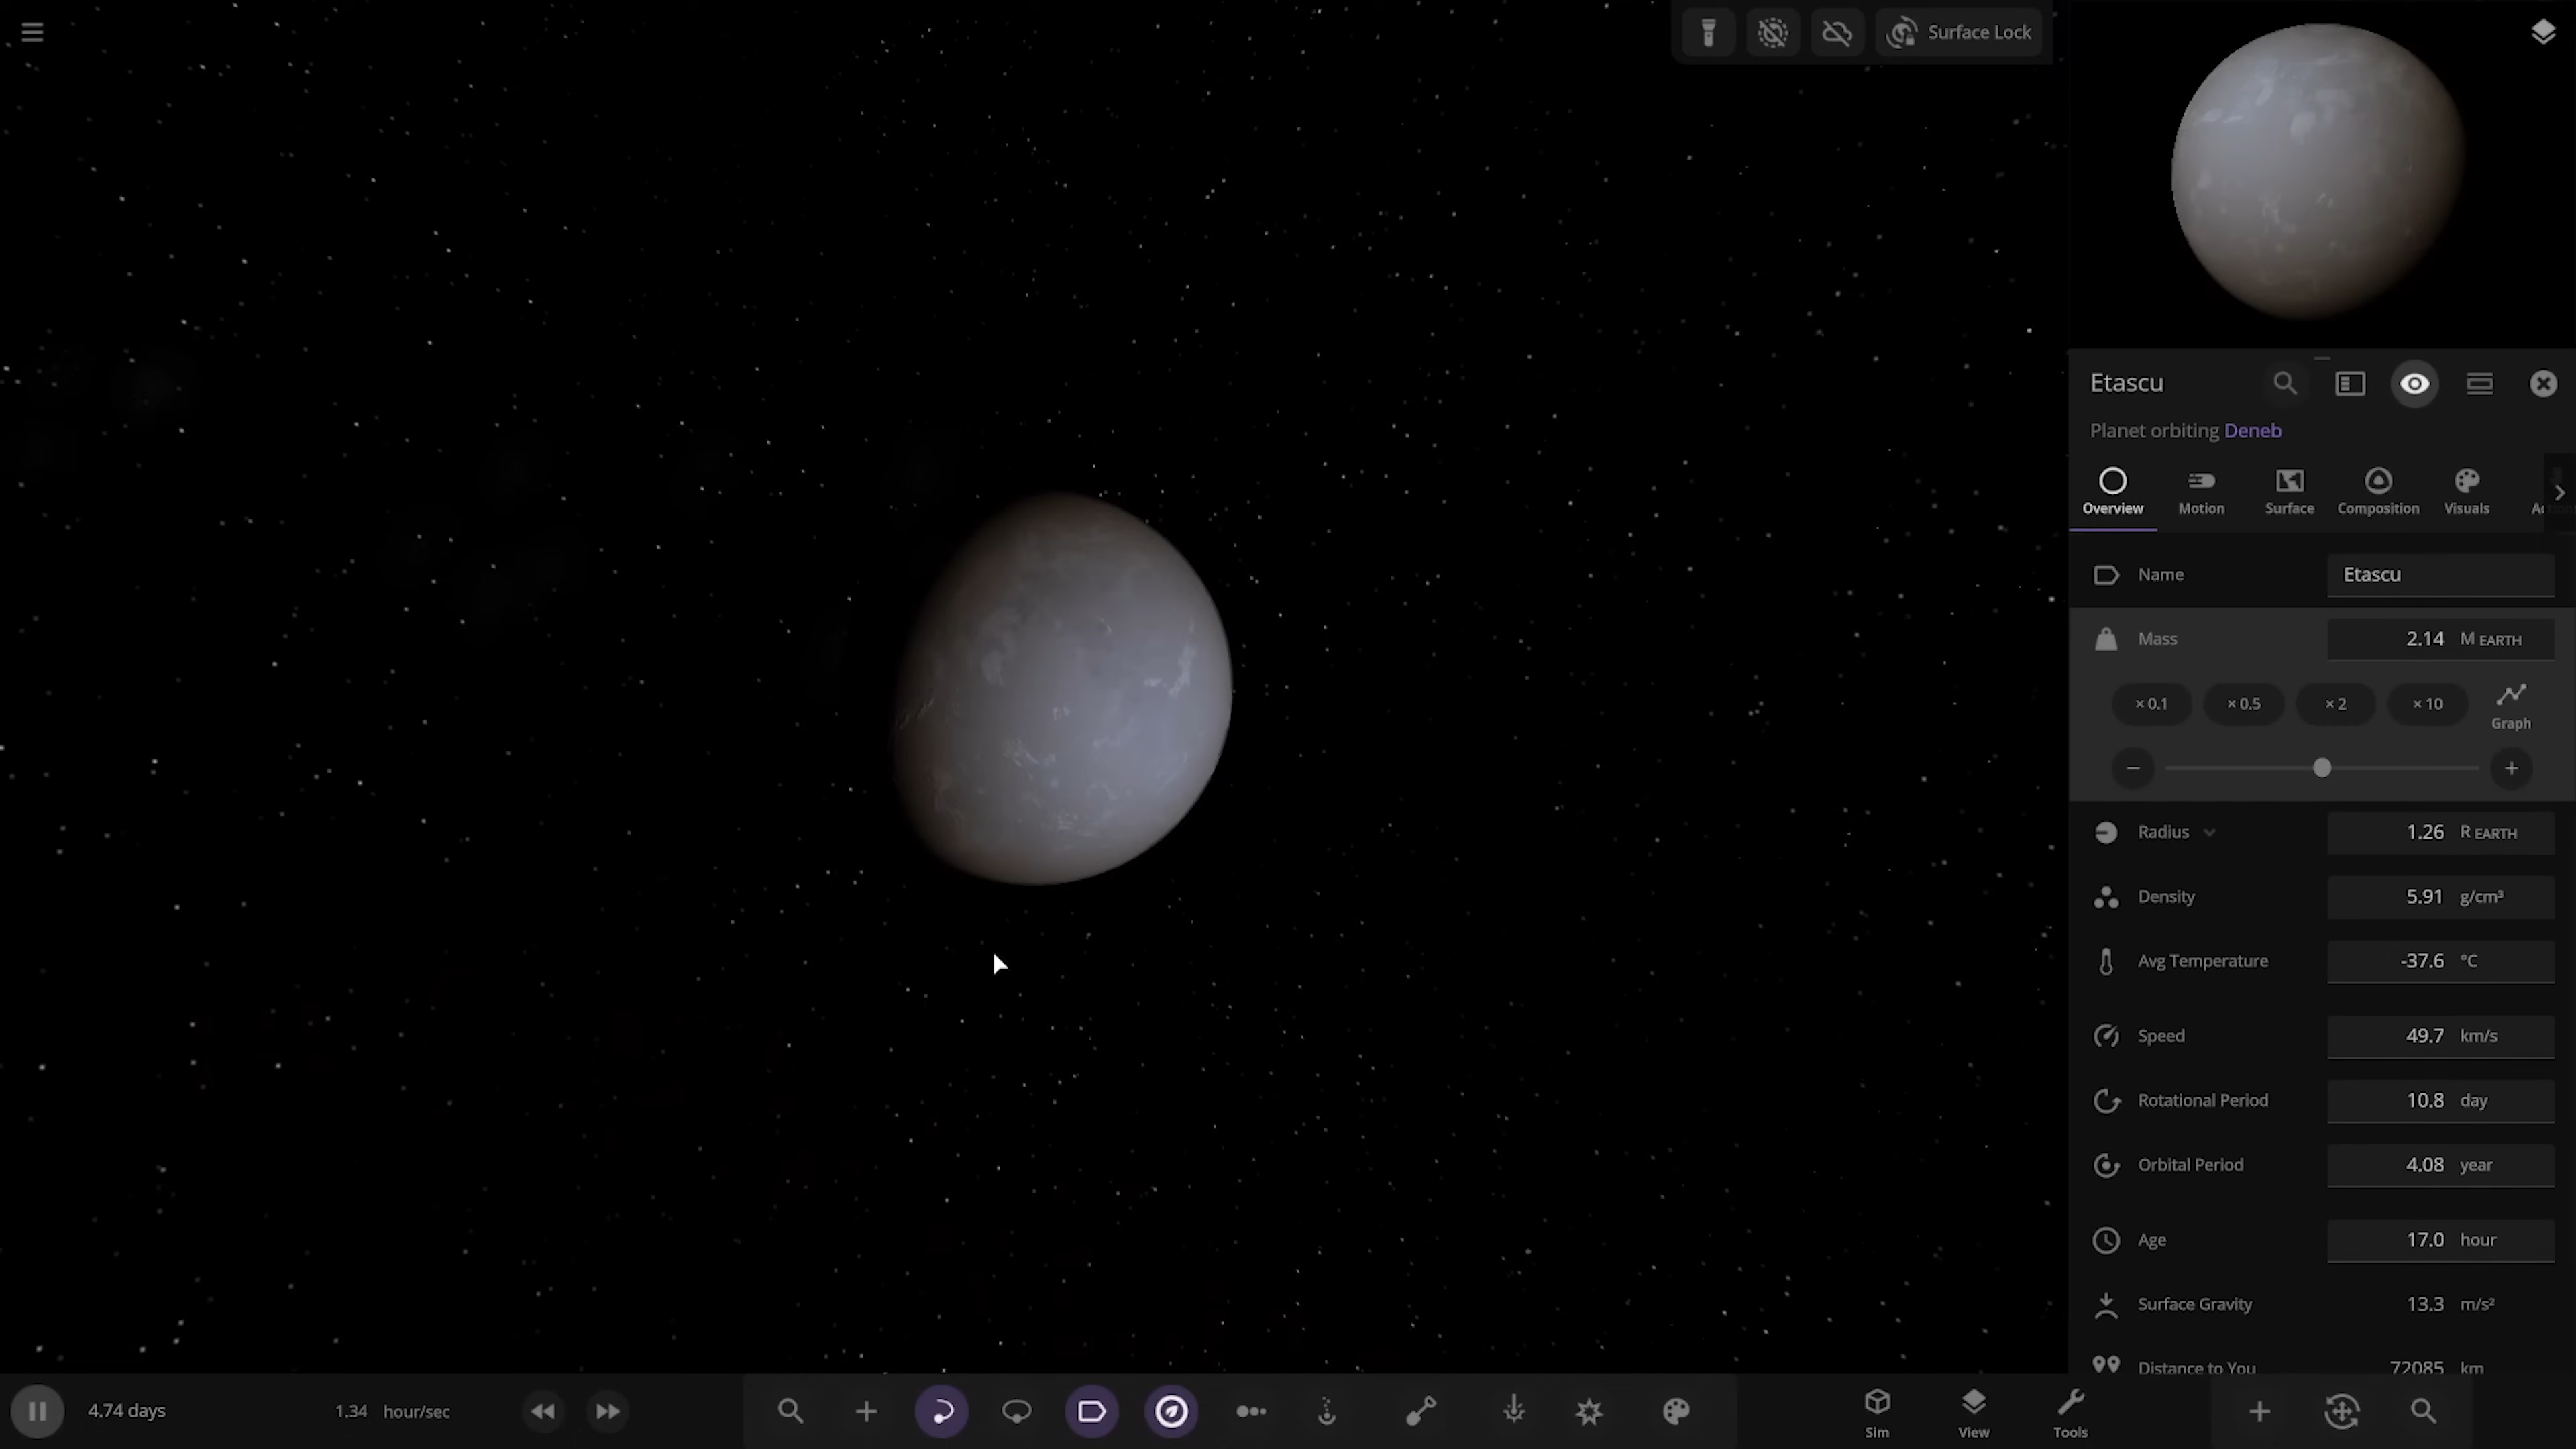 Surface Lock
Etascu
Planet orbiting Deneb
Overview
Motion
Surface
Composition
Visuals
Name
Etascu
Mass
2.14 M EARTH
× 0.1
× 0.5
× 2
× 10
Graph
Radius
1.26 R EARTH
Density
5.91 g/cm³
Avg Temperature
-37.6 °C
Speed
49.7 km/s
Rotational Period
10.8 day
Orbital Period
4.08 year
Age
17.0 hour
Surface Gravity
13.3 m/s²
Distance to You
72085 km
4.74 days
1.34 hour/sec
Sim
View
Tools